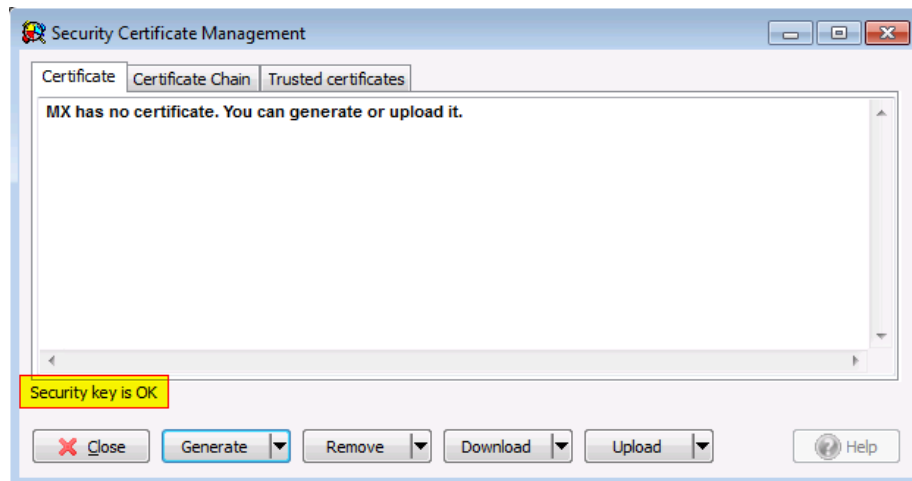 Security Certificate Management
Certificate Certificate Chain Trusted certificates
MX has no certificate. You can generate or upload it.
Security key is OK
Close Generate Remove Download Upload Help